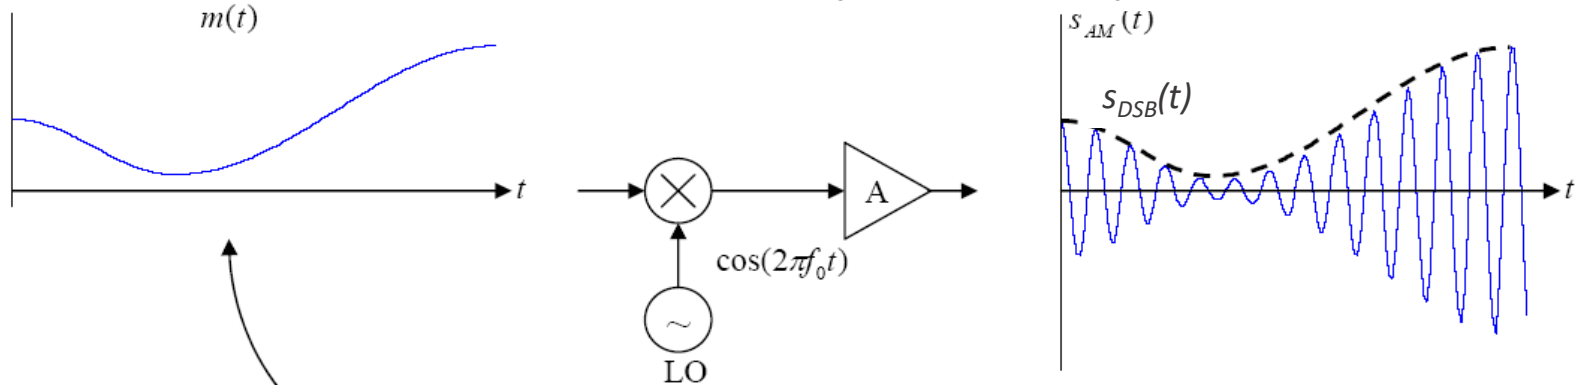 m(t)
t
A
cos(2πf₀t)
~
LO
s_AM(t)
s_DSB(t)
t